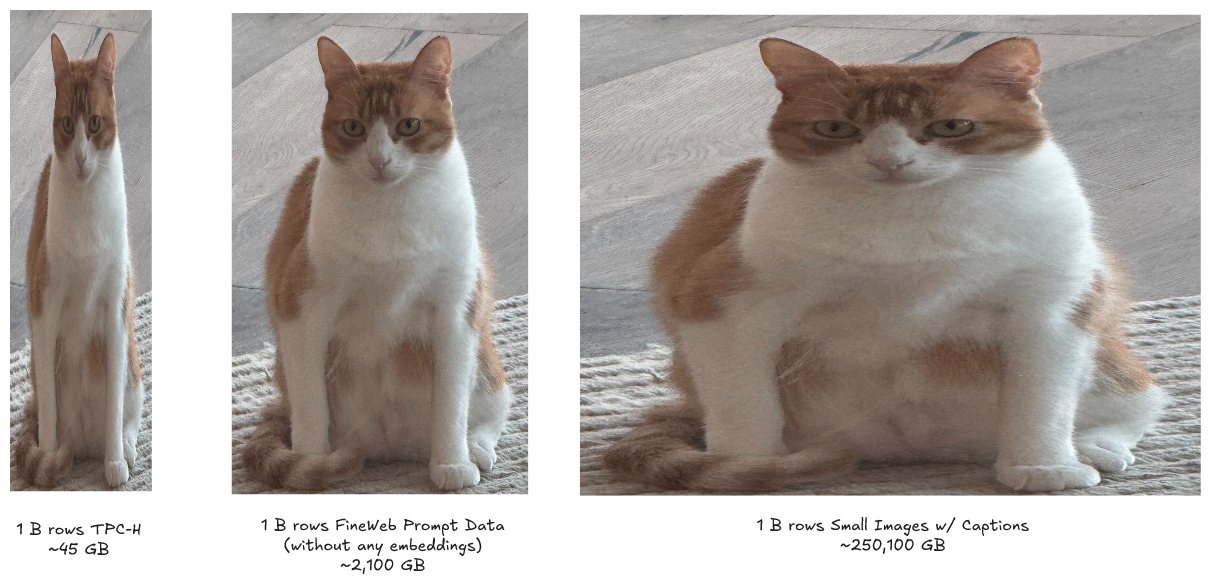 1 B rows TPC-H
~45 GB
1 B rows FineWeb Prompt Data
(without any embeddings)
~2,100 GB
1 B rows Small Images w/ Captions
~250,100 GB